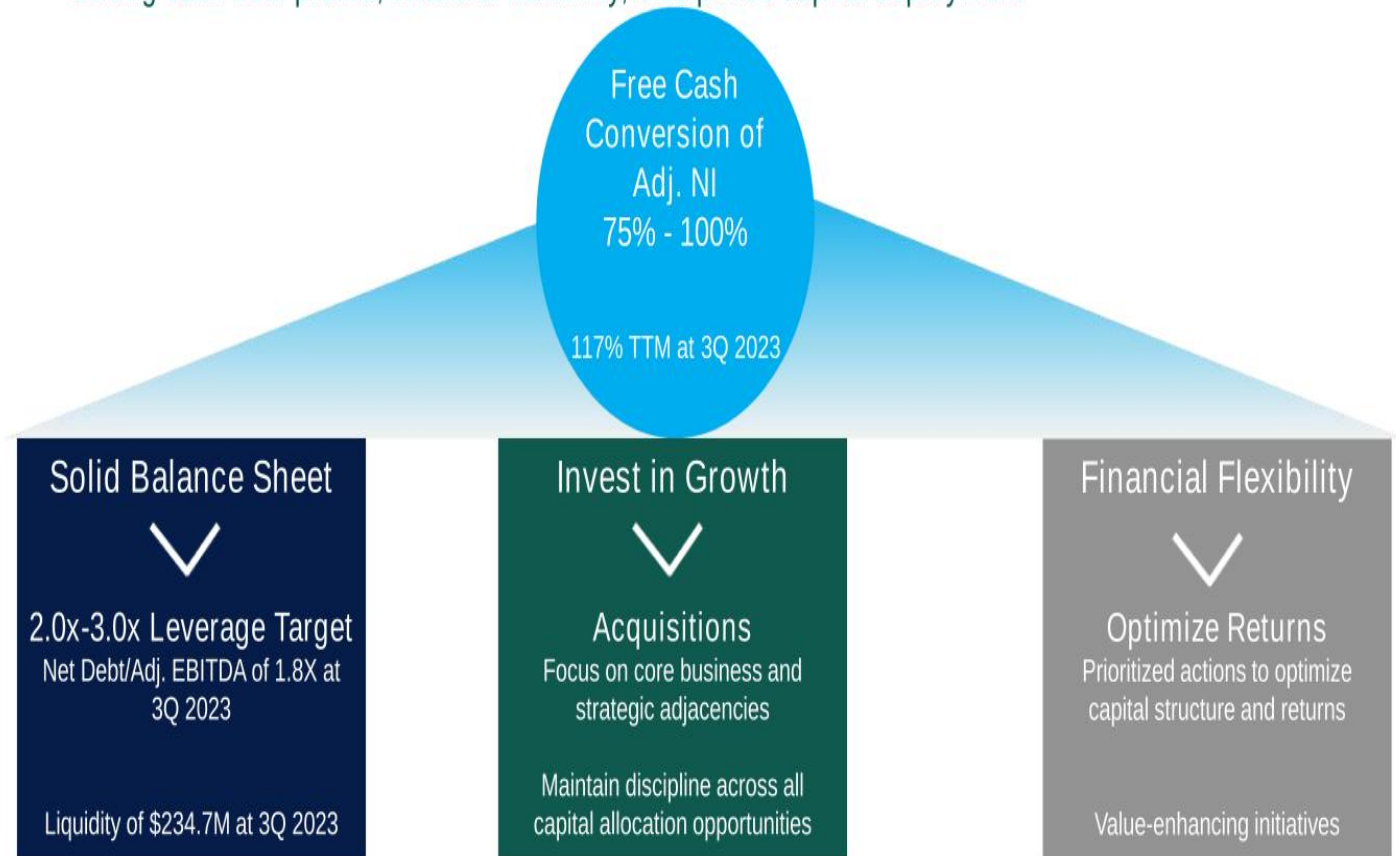 Free Cash
Conversion of
Adj. NI
75% - 100%
117% TTM at 3Q 2023
Solid Balance Sheet
2.0x-3.0x Leverage Target
Net Debt/Adj. EBITDA of 1.8X at
3Q 2023
Liquidity of $234.7M at 3Q 2023
Invest in Growth
Acquisitions
Focus on core business and
strategic adjacencies
Maintain discipline across all
capital allocation opportunities
Financial Flexibility
Optimize Returns
Prioritized actions to optimize
capital structure and returns
Value-enhancing initiatives